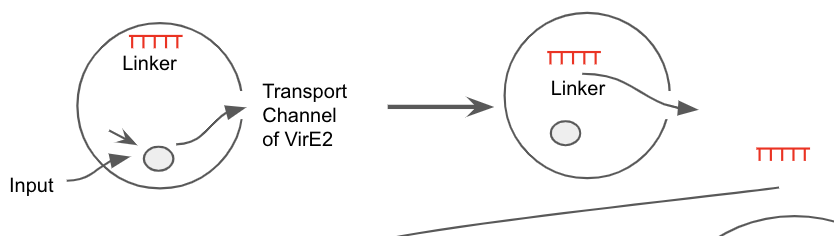 Linker
Transport
Channel
of VirE2
Input
Linker